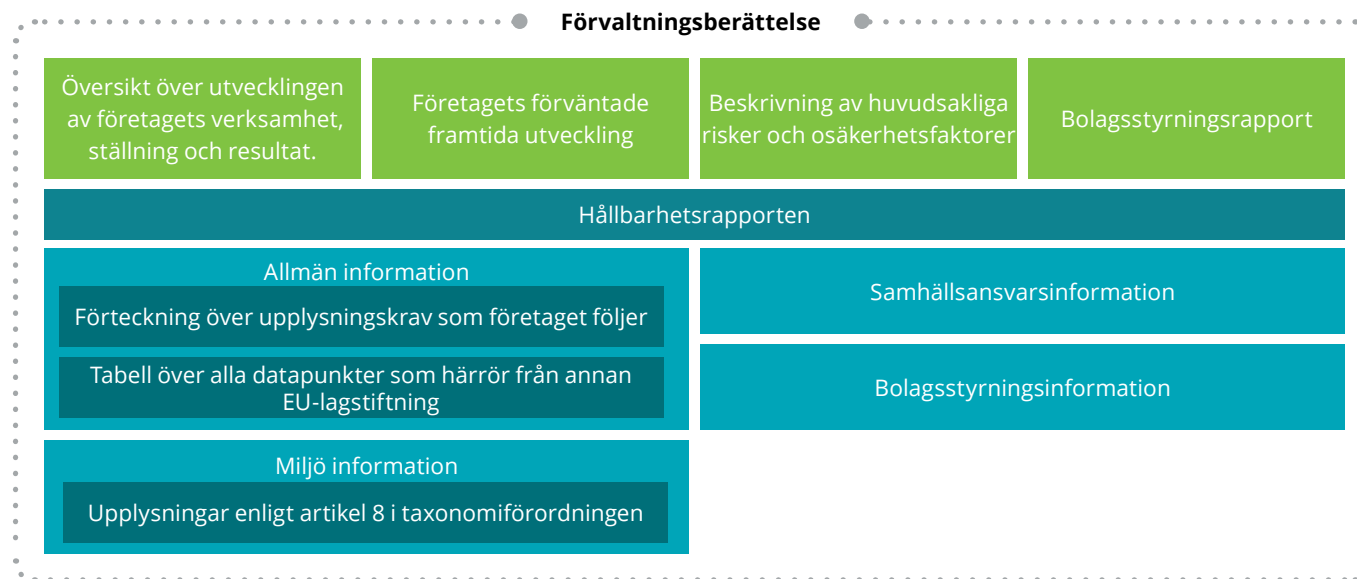 Förvaltningsberättelse
Översikt över utvecklingen
av företagets verksamhet,
ställning och resultat.
Företagets förväntade
framtida utveckling
Beskrivning av huvudsakliga
risker och osäkerhetsfaktorer
Bolagsstyrningsrapport
Hållbarhetsrapporten
Allmän information
Förteckning över upplysningskrav som företaget följer
Tabell över alla datapunkter som härrör från annan
EU-lagstiftning
Samhällsansvarsinformation
Bolagsstyrningsinformation
Miljö information
Upplysningar enligt artikel 8 i taxonomiförordningen